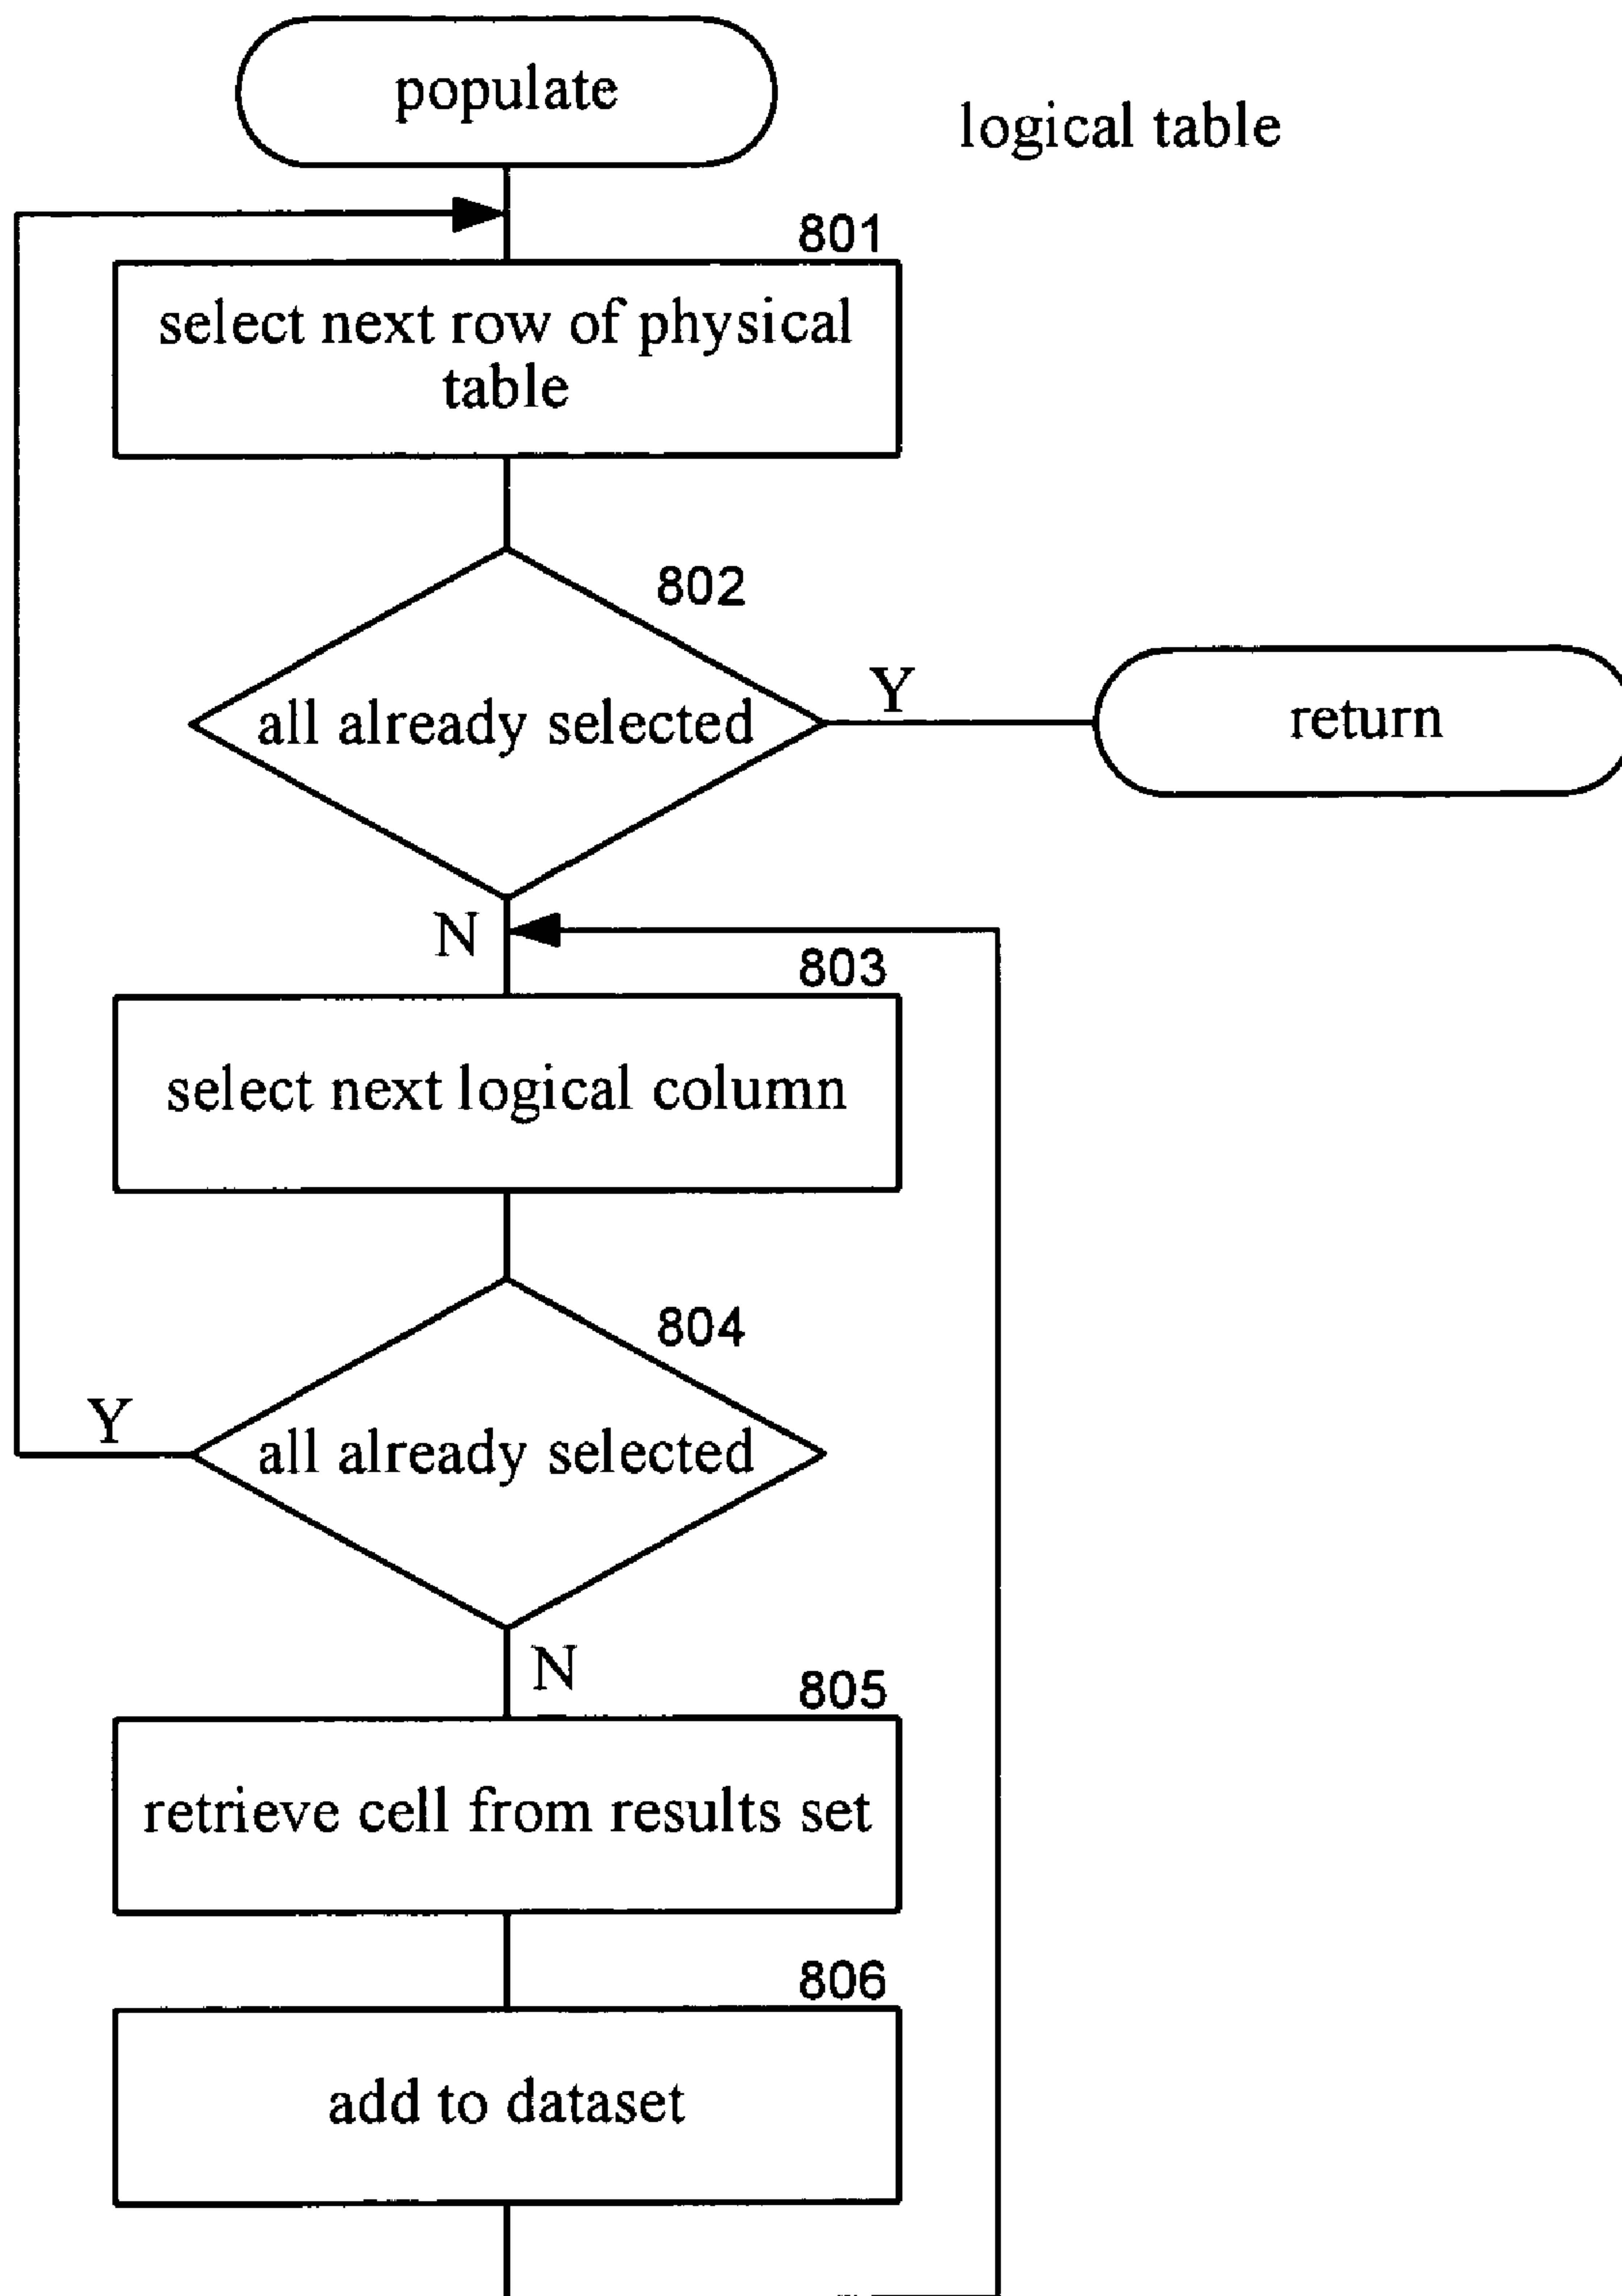 populate
logical table
801
select next row of physical
table
802
all already selected
Y
return
N
803
select next logical column
804
Y
all already selected
N
805
retrieve cell from results set
806
add to dataset